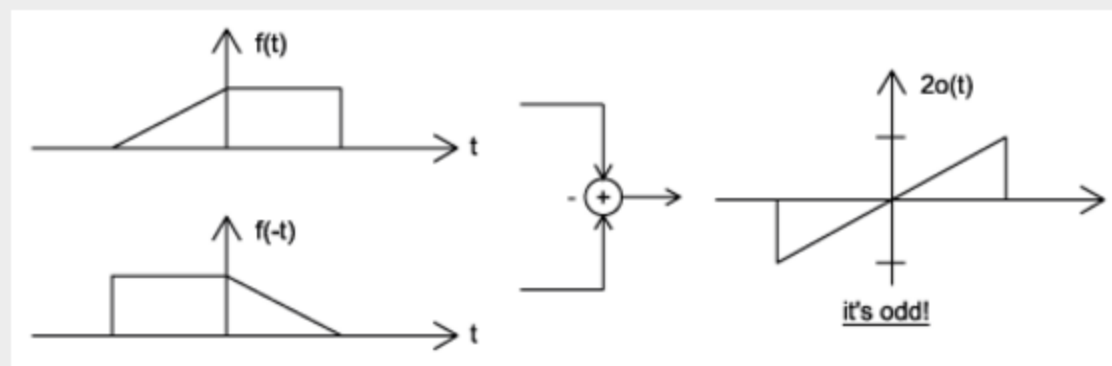 f(t)
t
f(-t)
t
- +
2o(t)
it's odd!